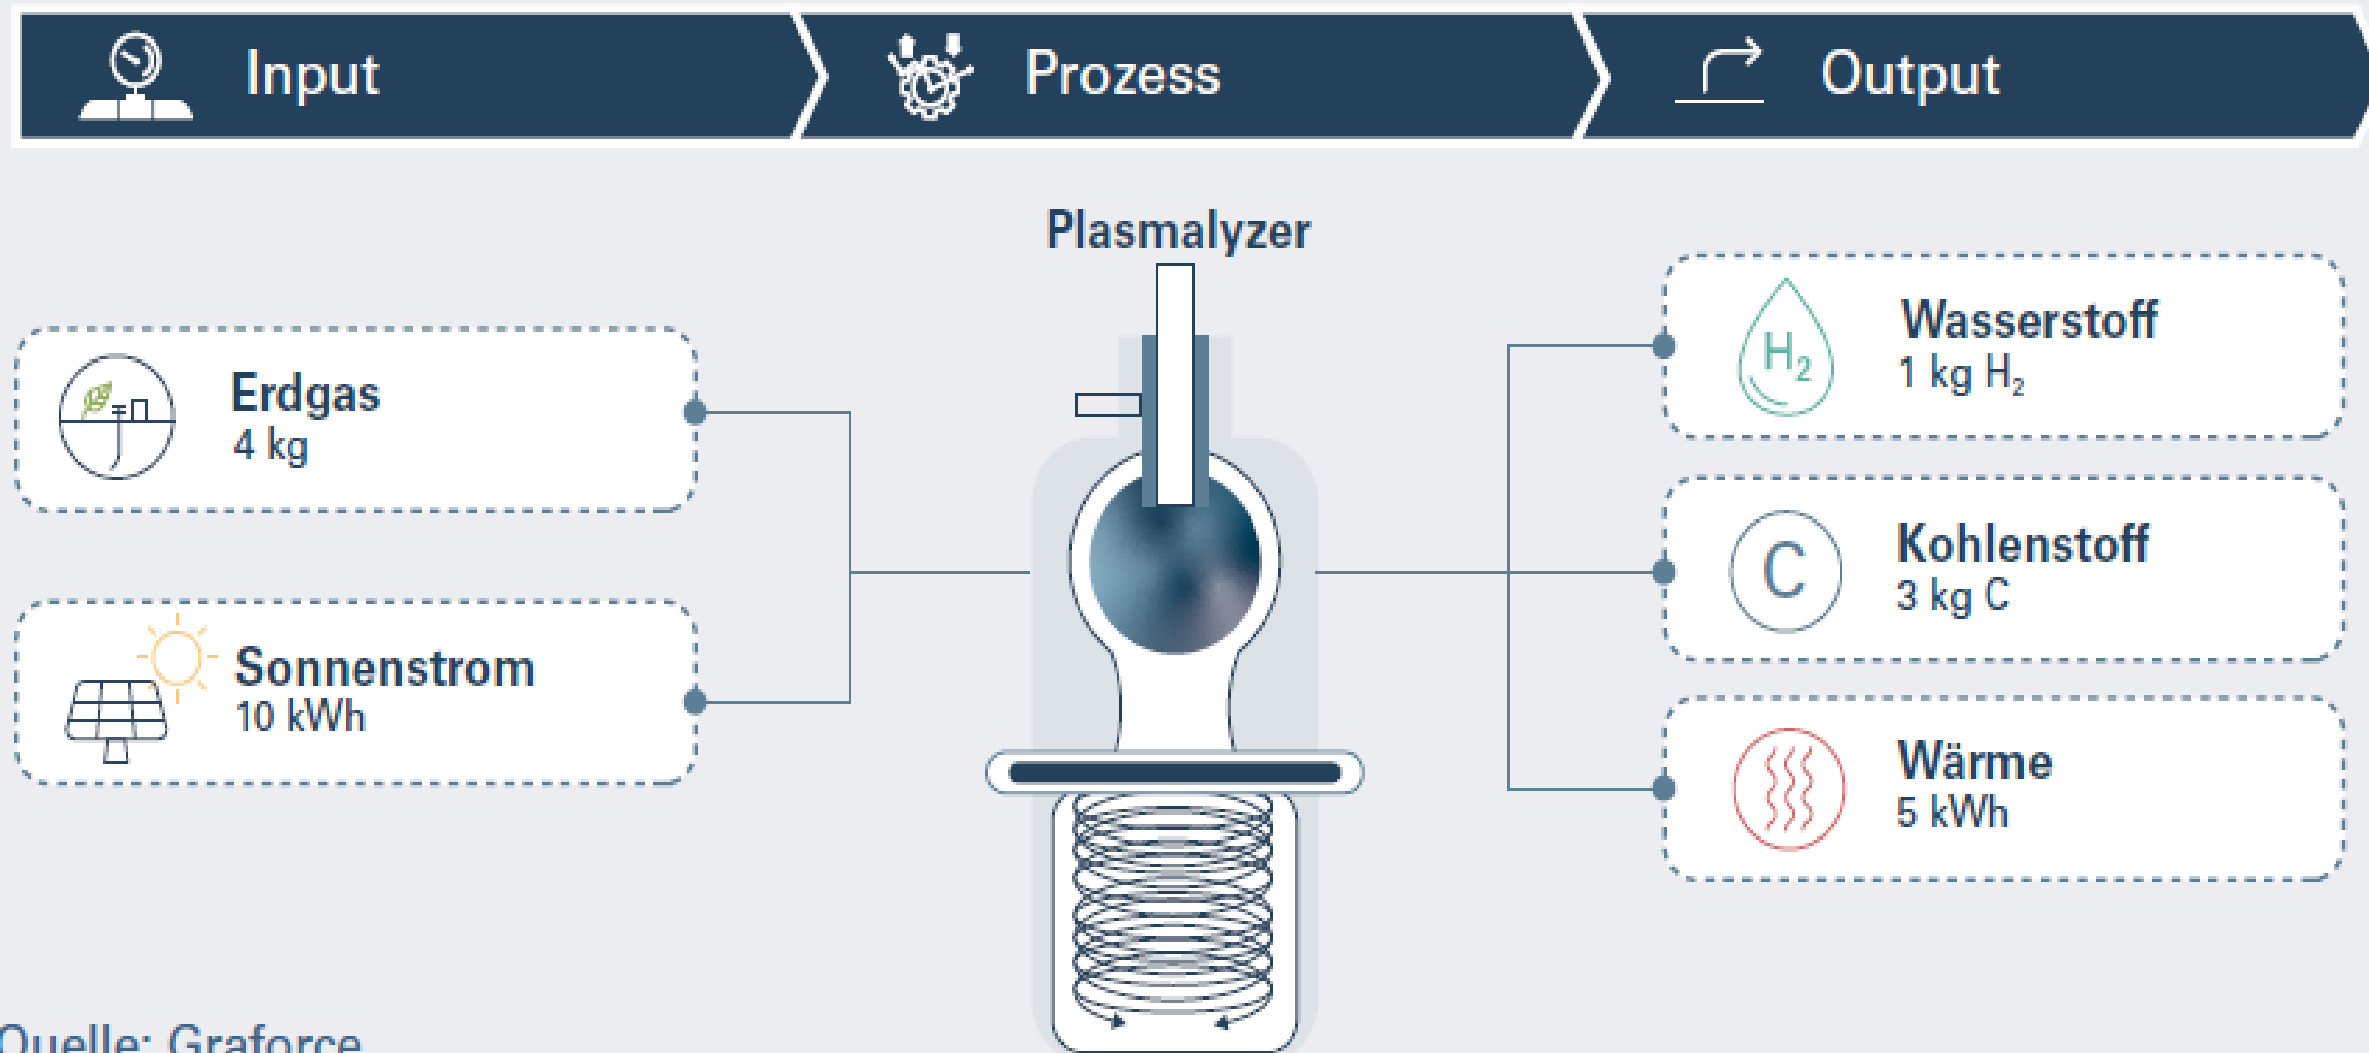 Input
Prozess
Output
Plasmalyzer
Erdgas
4 kg
Sonnenstrom
10 kWh
H₂
Wasserstoff
1 kg H₂
C
Kohlenstoff
3 kg C
Wärme
5 kWh
Quelle: Graforce